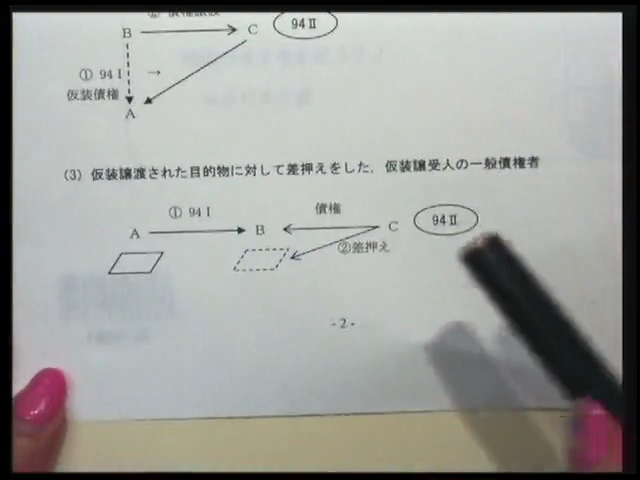 B C 94Ⅱ
① 94Ⅰ →
仮装債権
A
(3) 仮装譲渡された目的物に対して差押えをした、仮装譲受人の一般債権者
① 94Ⅰ 債権
A B C 94Ⅱ
②差押え
- 2 -